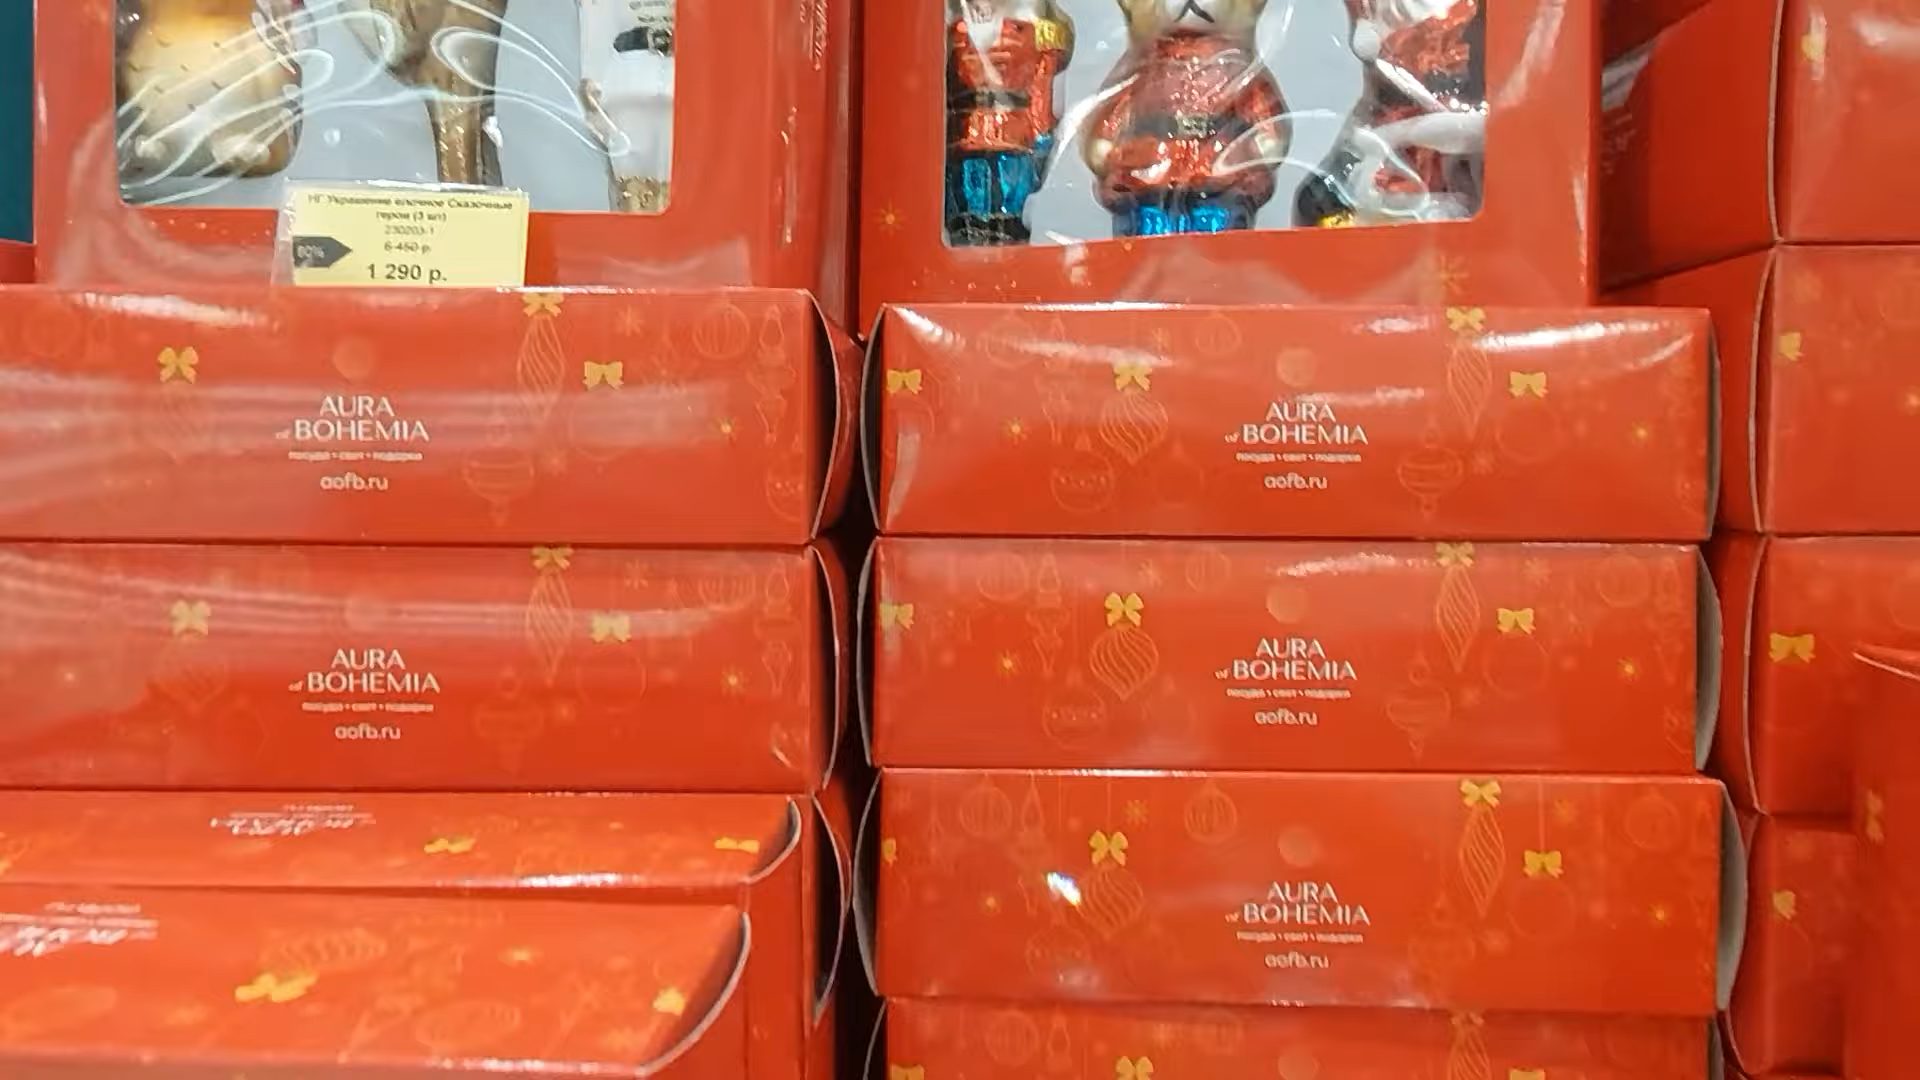 НГ Украшение елочное Сказочные
герои (3 шт)
230203-1
6 450 р.
80%
1 290 р.
AURA
of BOHEMIA
посуда • свет • подарки
aofb.ru
AURA
of BOHEMIA
посуда • свет • подарки
aofb.ru
AURA
of BOHEMIA
посуда • свет • подарки
aofb.ru
AURA
of BOHEMIA
посуда • свет • подарки
aofb.ru
AURA
of BOHEMIA
посуда • свет • подарки
aofb.ru